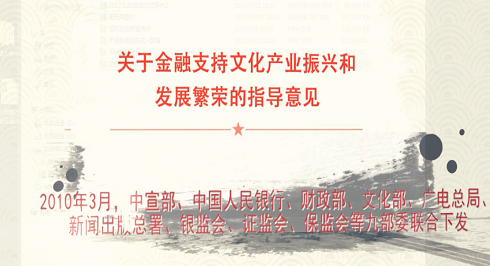 关于金融支持文化产业振兴和
发展繁荣的指导意见
2010年3月，中宣部、中国人民银行、财政部、文化部、广电总局、
新闻出版总署、银监会、证监会、保监会等九部委联合下发